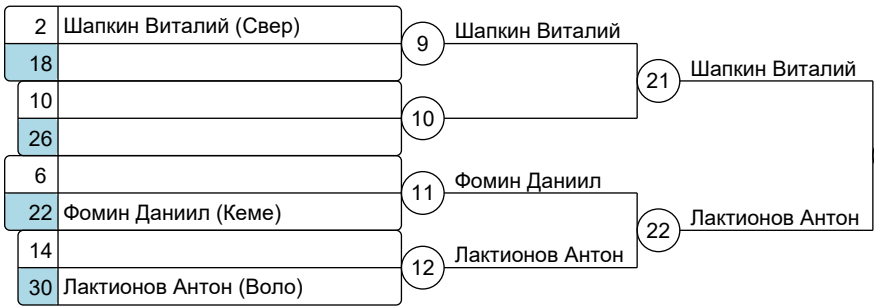 2 Шапкин Виталий (Свер)
9 Шапкин Виталий
18
21 Шапкин Виталий
10
10
26
6
11 Фомин Даниил
22 Фомин Даниил (Кеме)
22 Лактионов Антон
14
12 Лактионов Антон
30 Лактионов Антон (Воло)